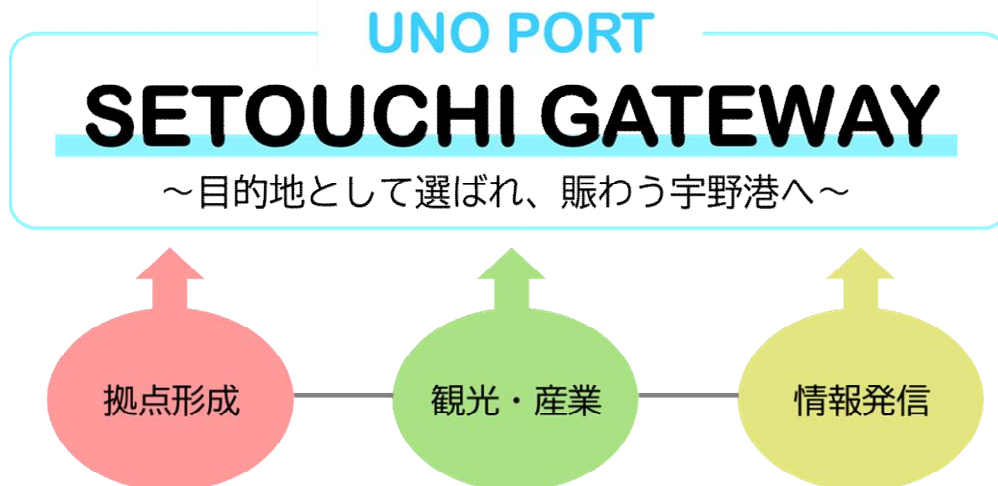 UNO PORT
SETOUCHI GATEWAY
～目的地として選ばれ、賑わう宇野港へ～
拠点形成
観光・産業
情報発信